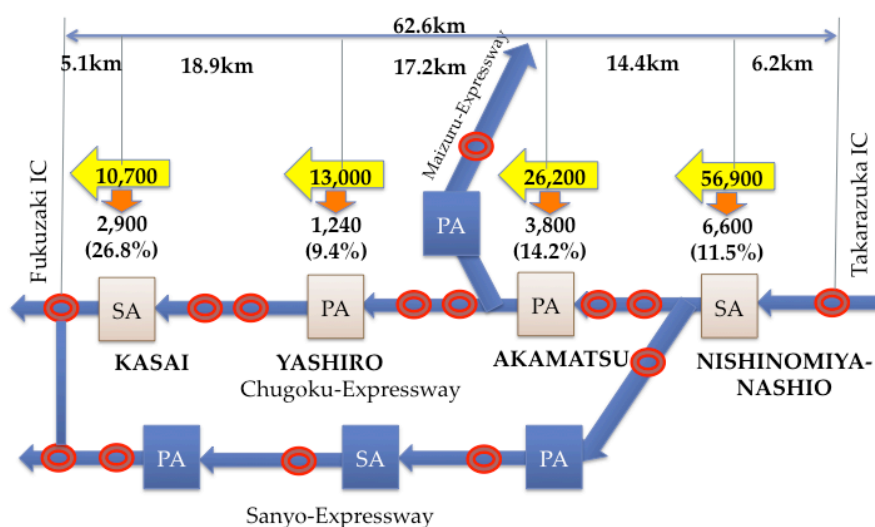 62.6km
5.1km
18.9km
17.2km
14.4km
6.2km
Maizuru-Expressway
Fukuzaki IC
Takarazuka IC
10,700
13,000
26,200
56,900
2,900
(26.8%)
1,240
(9.4%)
3,800
(14.2%)
6,600
(11.5%)
PA
SA
PA
PA
SA
KASAI
YASHIRO
AKAMATSU
NISHINOMIYA-
NASHIO
Chugoku-Expressway
PA
SA
PA
Sanyo-Expressway